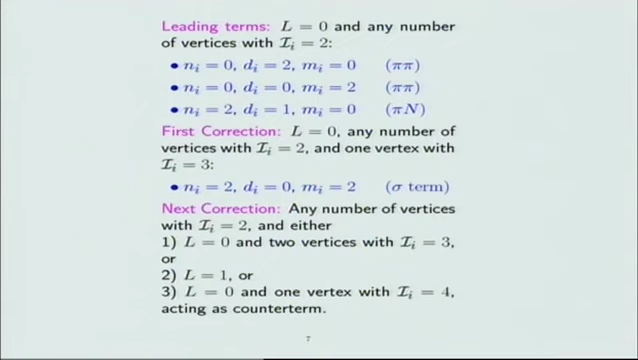 Leading terms: L = 0 and any number
of vertices with ℐᵢ = 2:
• nᵢ = 0, dᵢ = 2, mᵢ = 0 (ππ)
• nᵢ = 0, dᵢ = 0, mᵢ = 2 (ππ)
• nᵢ = 2, dᵢ = 1, mᵢ = 0 (πN)
First Correction: L = 0, any number of
vertices with ℐᵢ = 2, and one vertex with
ℐᵢ = 3:
• nᵢ = 2, dᵢ = 0, mᵢ = 2 (σ term)
Next Correction: Any number of vertices
with ℐᵢ = 2, and either
1) L = 0 and two vertices with ℐᵢ = 3,
or
2) L = 1, or
3) L = 0 and one vertex with ℐᵢ = 4,
acting as counterterm.
7